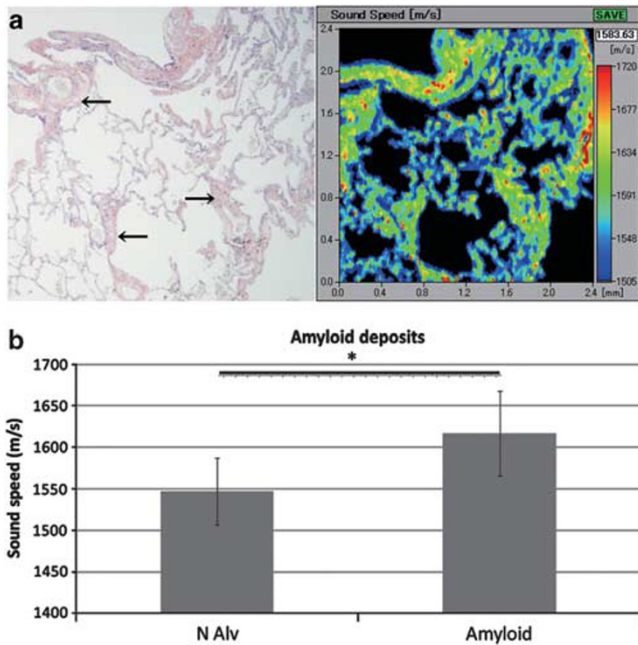 a
Sound Speed [m/s]
SAVE
1583.63
[m/s]
2.4
2.0
1.6
1.2
0.8
0.4
0.0
0.0 0.4 0.8 1.2 1.6 2.0 2.4
[mm]
1720
1677
1634
1591
1548
1505
b
Amyloid deposits
*
Sound speed (m/s)
1700
1650
1600
1550
1500
1450
1400
N Alv
Amyloid